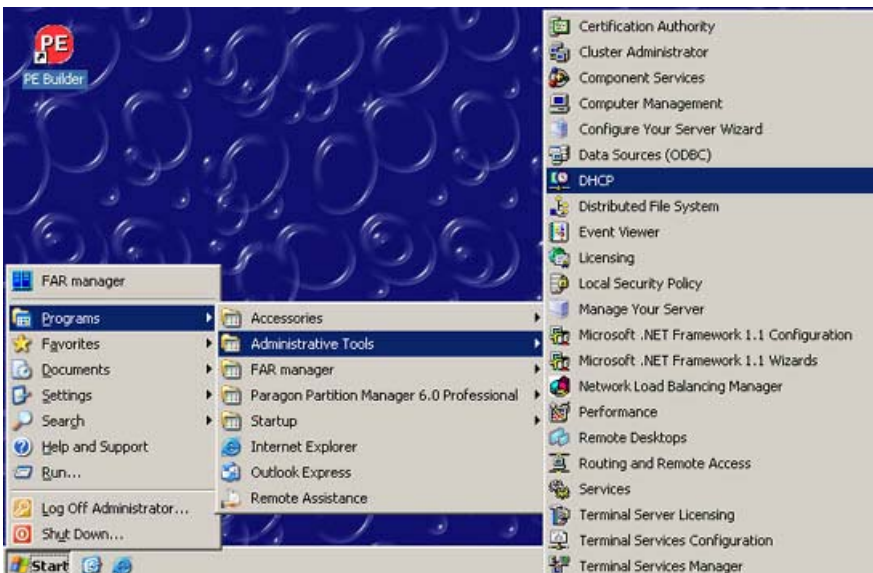 PE
PE Builder
FAR manager
Programs
Favorites
Documents
Settings
Search
Help and Support
Run...
Log Off Administrator...
Shut Down...
Start
Accessories
Administrative Tools
FAR manager
Paragon Partition Manager 6.0 Professional
Startup
Internet Explorer
Outlook Express
Remote Assistance
Certification Authority
Cluster Administrator
Component Services
Computer Management
Configure Your Server Wizard
Data Sources (ODBC)
DHCP
Distributed File System
Event Viewer
Licensing
Local Security Policy
Manage Your Server
Microsoft .NET Framework 1.1 Configuration
Microsoft .NET Framework 1.1 Wizards
Network Load Balancing Manager
Performance
Remote Desktops
Routing and Remote Access
Services
Terminal Server Licensing
Terminal Services Configuration
Terminal Services Manager